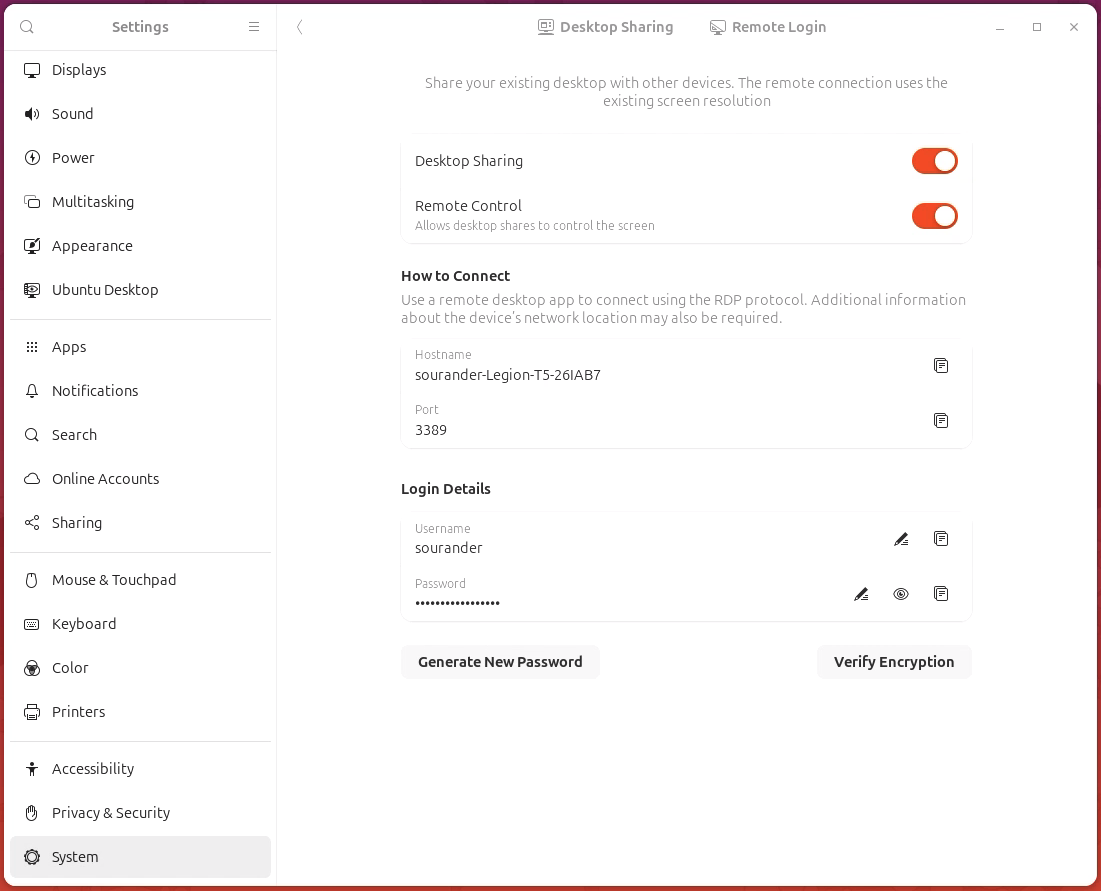 Settings
Desktop Sharing
Remote Login
Displays
Sound
Power
Multitasking
Appearance
Ubuntu Desktop
Apps
Notifications
Search
Online Accounts
Sharing
Mouse & Touchpad
Keyboard
Color
Printers
Accessibility
Privacy & Security
System
Share your existing desktop with other devices. The remote connection uses the
existing screen resolution
Desktop Sharing
Remote Control
Allows desktop shares to control the screen
How to Connect
Use a remote desktop app to connect using the RDP protocol. Additional information
about the device's network location may also be required.
Hostname
sourander-Legion-T5-26IAB7
Port
3389
Login Details
Username
sourander
Password
•••••••••••••••••
Generate New Password
Verify Encryption